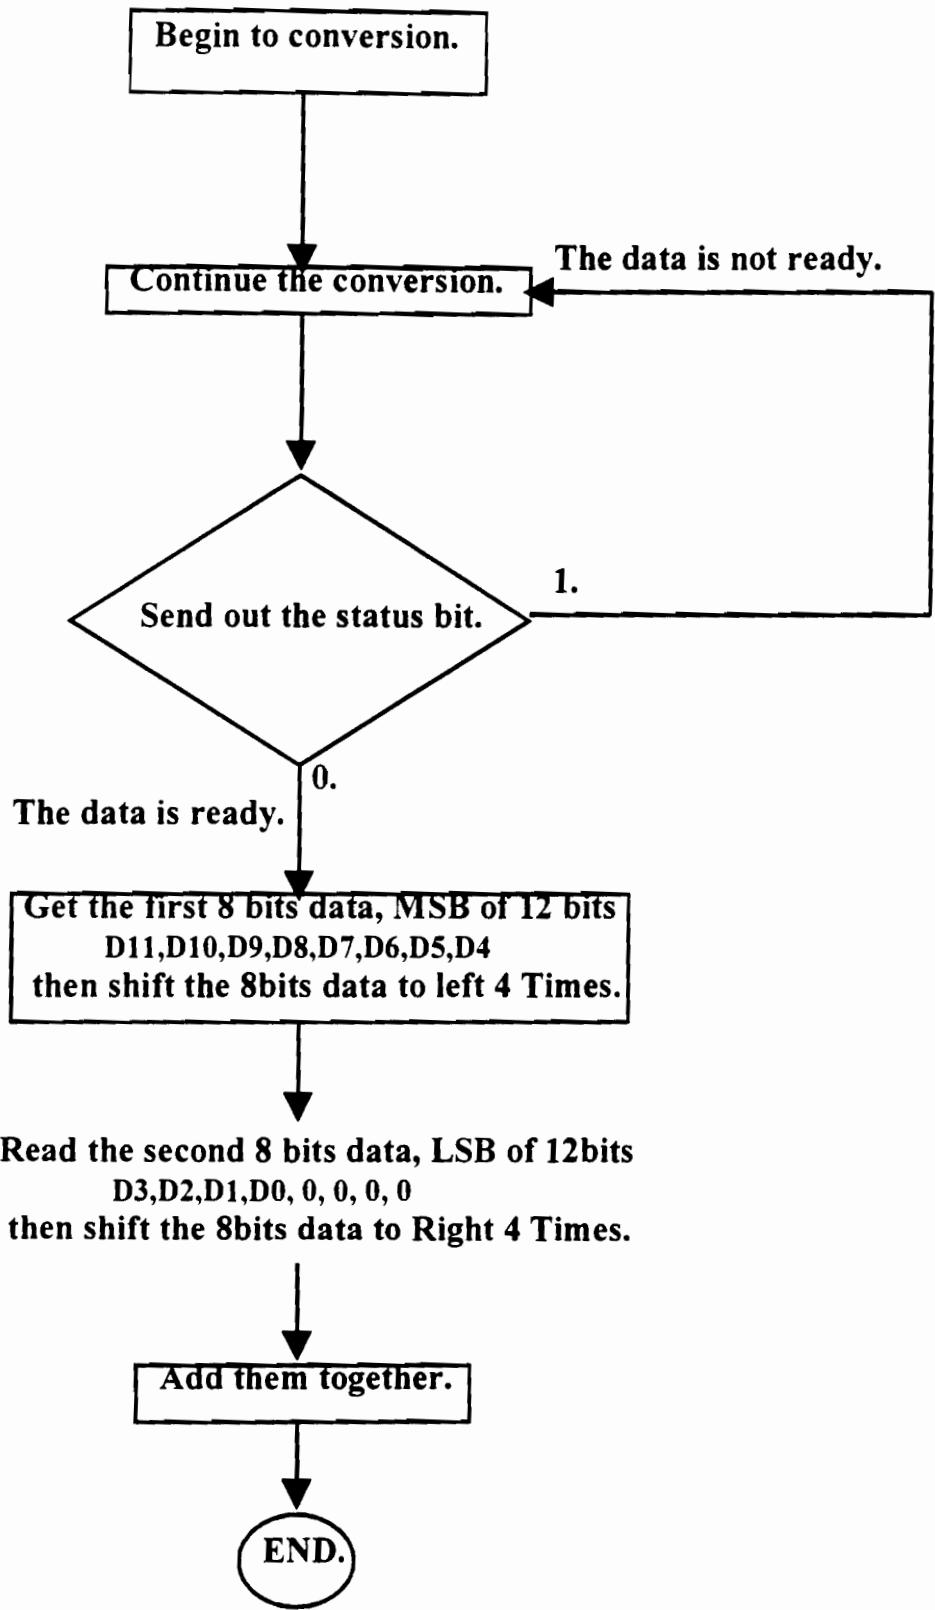 Begin to conversion.
The data is not ready.
Continue the conversion.
1.
Send out the status bit.
0.
The data is ready.
Get the first 8 bits data, MSB of 12 bits
D11,D10,D9,D8,D7,D6,D5,D4
then shift the 8bits data to left 4 Times.
Read the second 8 bits data, LSB of 12bits
D3,D2,D1,D0, 0, 0, 0, 0
then shift the 8bits data to Right 4 Times.
Add them together.
END.